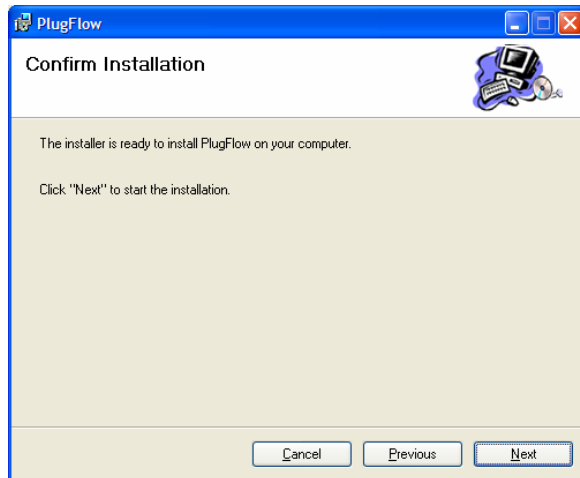 PlugFlow
Confirm Installation
The installer is ready to install PlugFlow on your computer.
Click "Next" to start the installation.
Cancel Previous Next